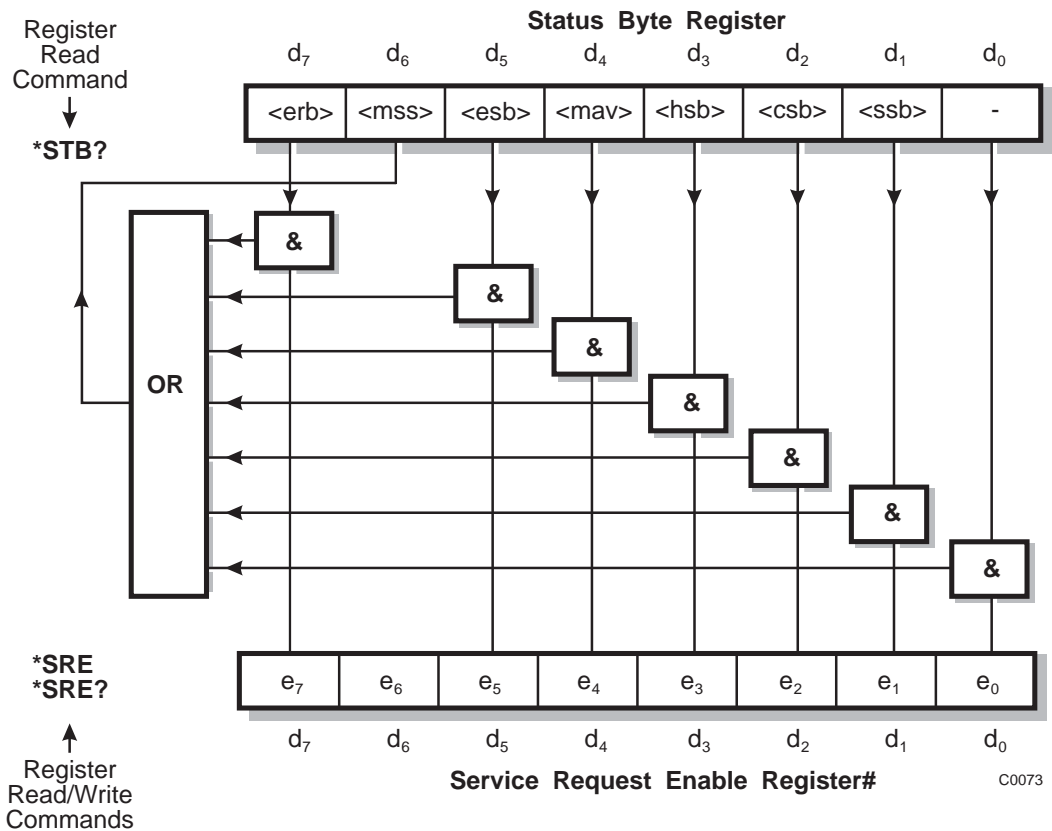 Status Byte Register
Register
Read
Command
d₇ d₆ d₅ d₄ d₃ d₂ d₁ d₀
<erb> <mss> <esb> <mav> <hsb> <csb> <ssb> -
*STB?
&
&
&
OR
&
&
&
&
*SRE
*SRE?
e₇ e₆ e₅ e₄ e₃ e₂ e₁ e₀
d₇ d₆ d₅ d₄ d₃ d₂ d₁ d₀
Register
Read/Write
Commands
Service Request Enable Register#
C0073